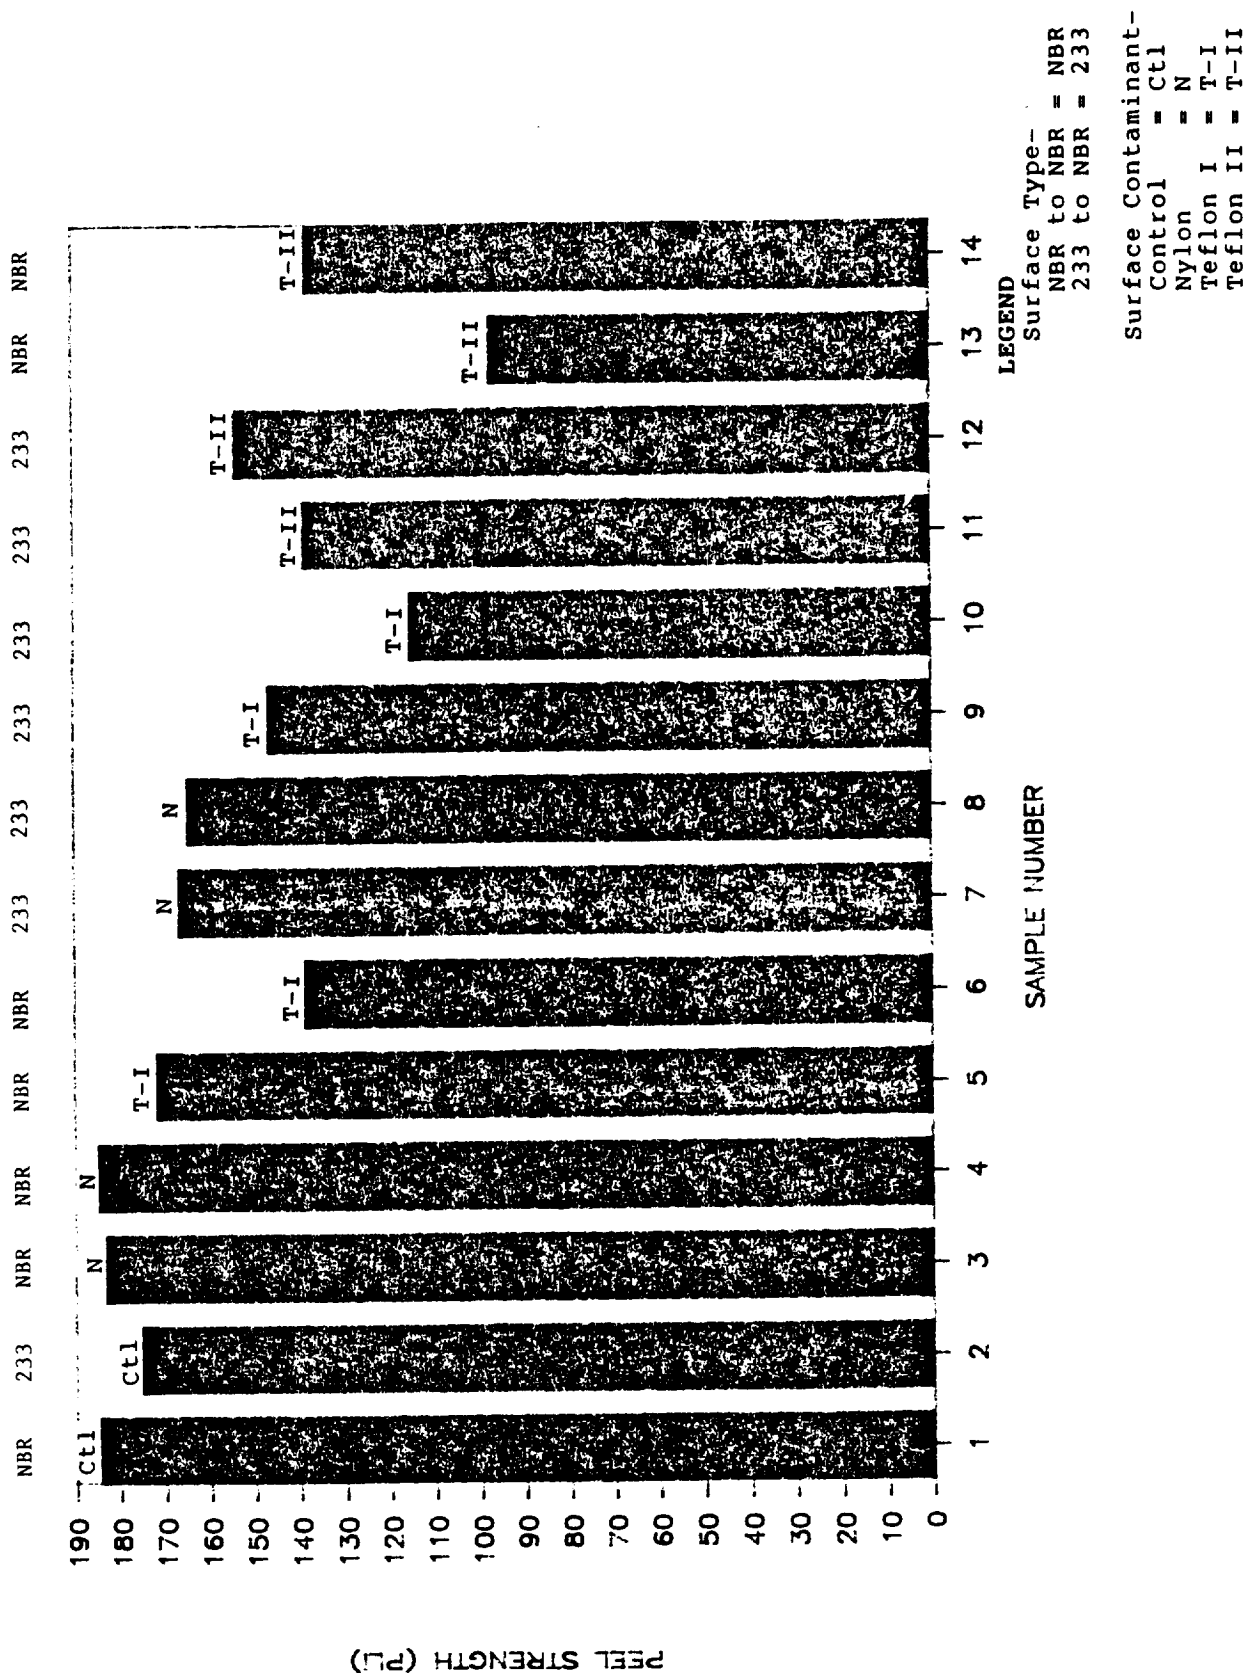 NBR 233 NBR NBR NBR NBR 233 233 233 233 233 233 NBR NBR
Ctl Ctl N N T-I T-I N N T-I T-I T-II T-II T-II T-II
190
180
170
160
150
140
130
120
110
100
90
80
70
60
50
40
30
20
10
0
PEEL STRENGTH (PLi)
1 2 3 4 5 6 7 8 9 10 11 12 13 14
SAMPLE NUMBER
LEGEND
Surface Type-
NBR to NBR = NBR
233 to NBR = 233
Surface Contaminant-
Control = Ctl
Nylon = N
Teflon I = T-I
Teflon II = T-II